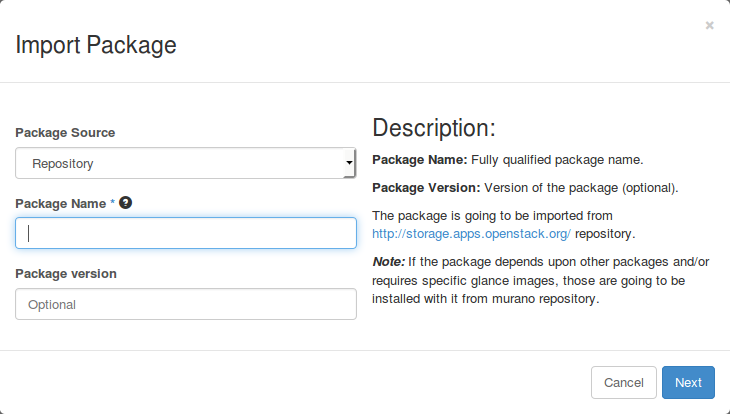 Import Package
×
Package Source
Repository
Package Name *
Package version
Optional
Description:
Package Name: Fully qualified package name.
Package Version: Version of the package (optional).
The package is going to be imported from
http://storage.apps.openstack.org/ repository.
Note: If the package depends upon other packages and/or
requires specific glance images, those are going to be
installed with it from murano repository.
Cancel
Next